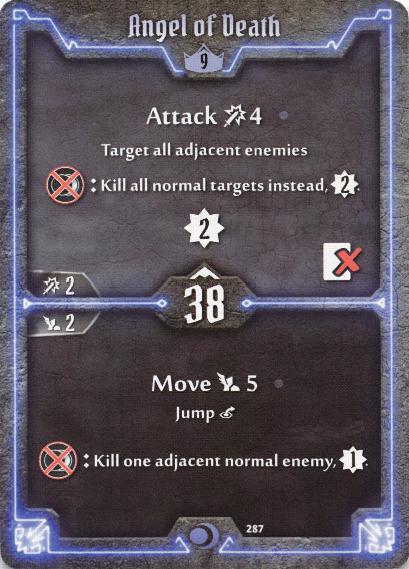 Angel of Death
9
Attack 4
Target all adjacent enemies
: Kill all normal targets instead, 2.
2
2
38
2
Move 5
Jump
: Kill one adjacent normal enemy, 1.
287